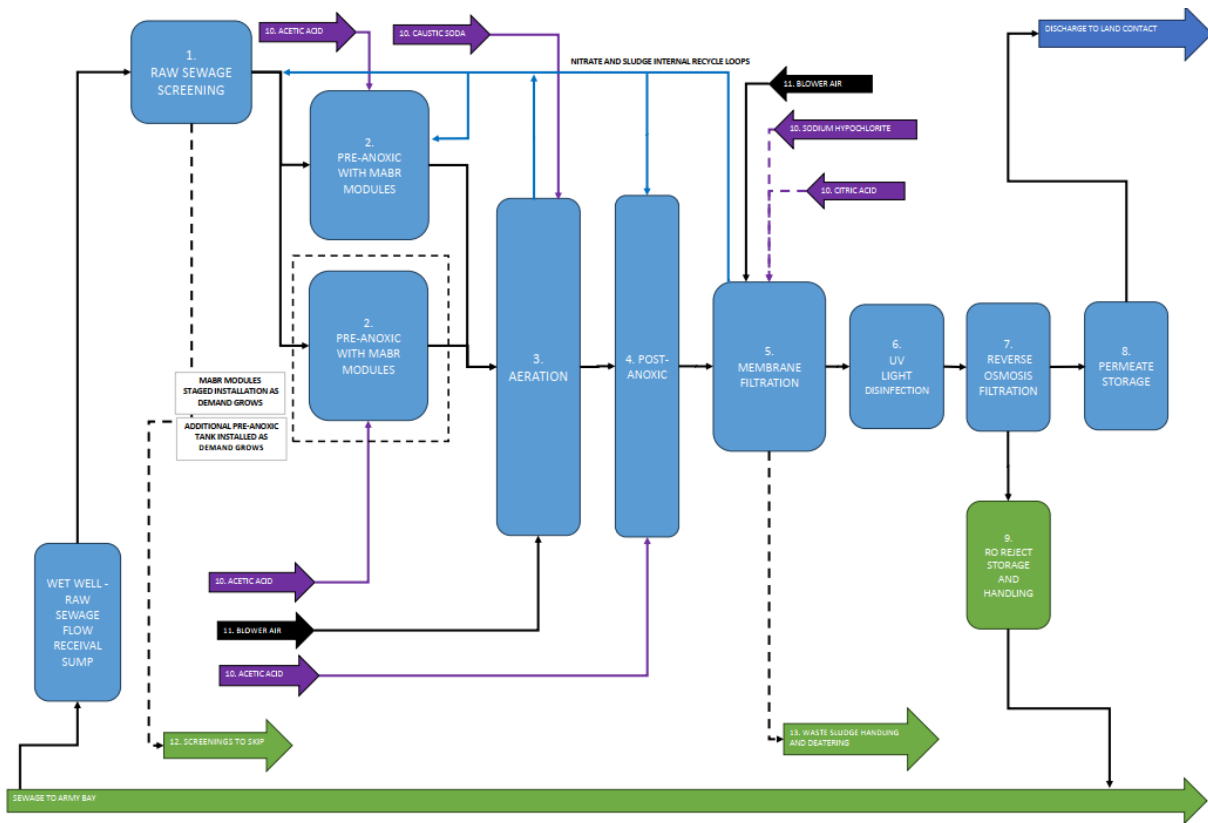 10. ACETIC ACID
10. CAUSTIC SODA
DISCHARGE TO LAND CONTACT
1.
RAW SEWAGE
SCREENING
NITRATE AND SLUDGE INTERNAL RECYCLE LOOPS
11. BLOWER AIR
10. SODIUM HYPOCHLORITE
10. CITRIC ACID
2.
PRE-ANOXIC
WITH MABR
MODULES
2.
PRE-ANOXIC
WITH MABR
MODULES
MABR MODULES
STAGED INSTALLATION AS
DEMAND GROWS
ADDITIONAL PRE-ANOXIC
TANK INSTALLED AS
DEMAND GROWS
3.
AERATION
4. POST-
ANOXIC
5.
MEMBRANE
FILTRATION
6.
UV
LIGHT
DISINFECTION
7.
REVERSE
OSMOSIS
FILTRATION
8.
PERMEATE
STORAGE
9.
RO REJECT
STORAGE
AND
HANDLING
WET WELL -
RAW
SEWAGE
FLOW
RECEIVAL
SUMP
10. ACETIC ACID
11. BLOWER AIR
10. ACETIC ACID
12. SCREENINGS TO SKIP
13. WASTE SLUDGE HANDLING
AND DEATERING
SEWAGE TO ARMY BAY